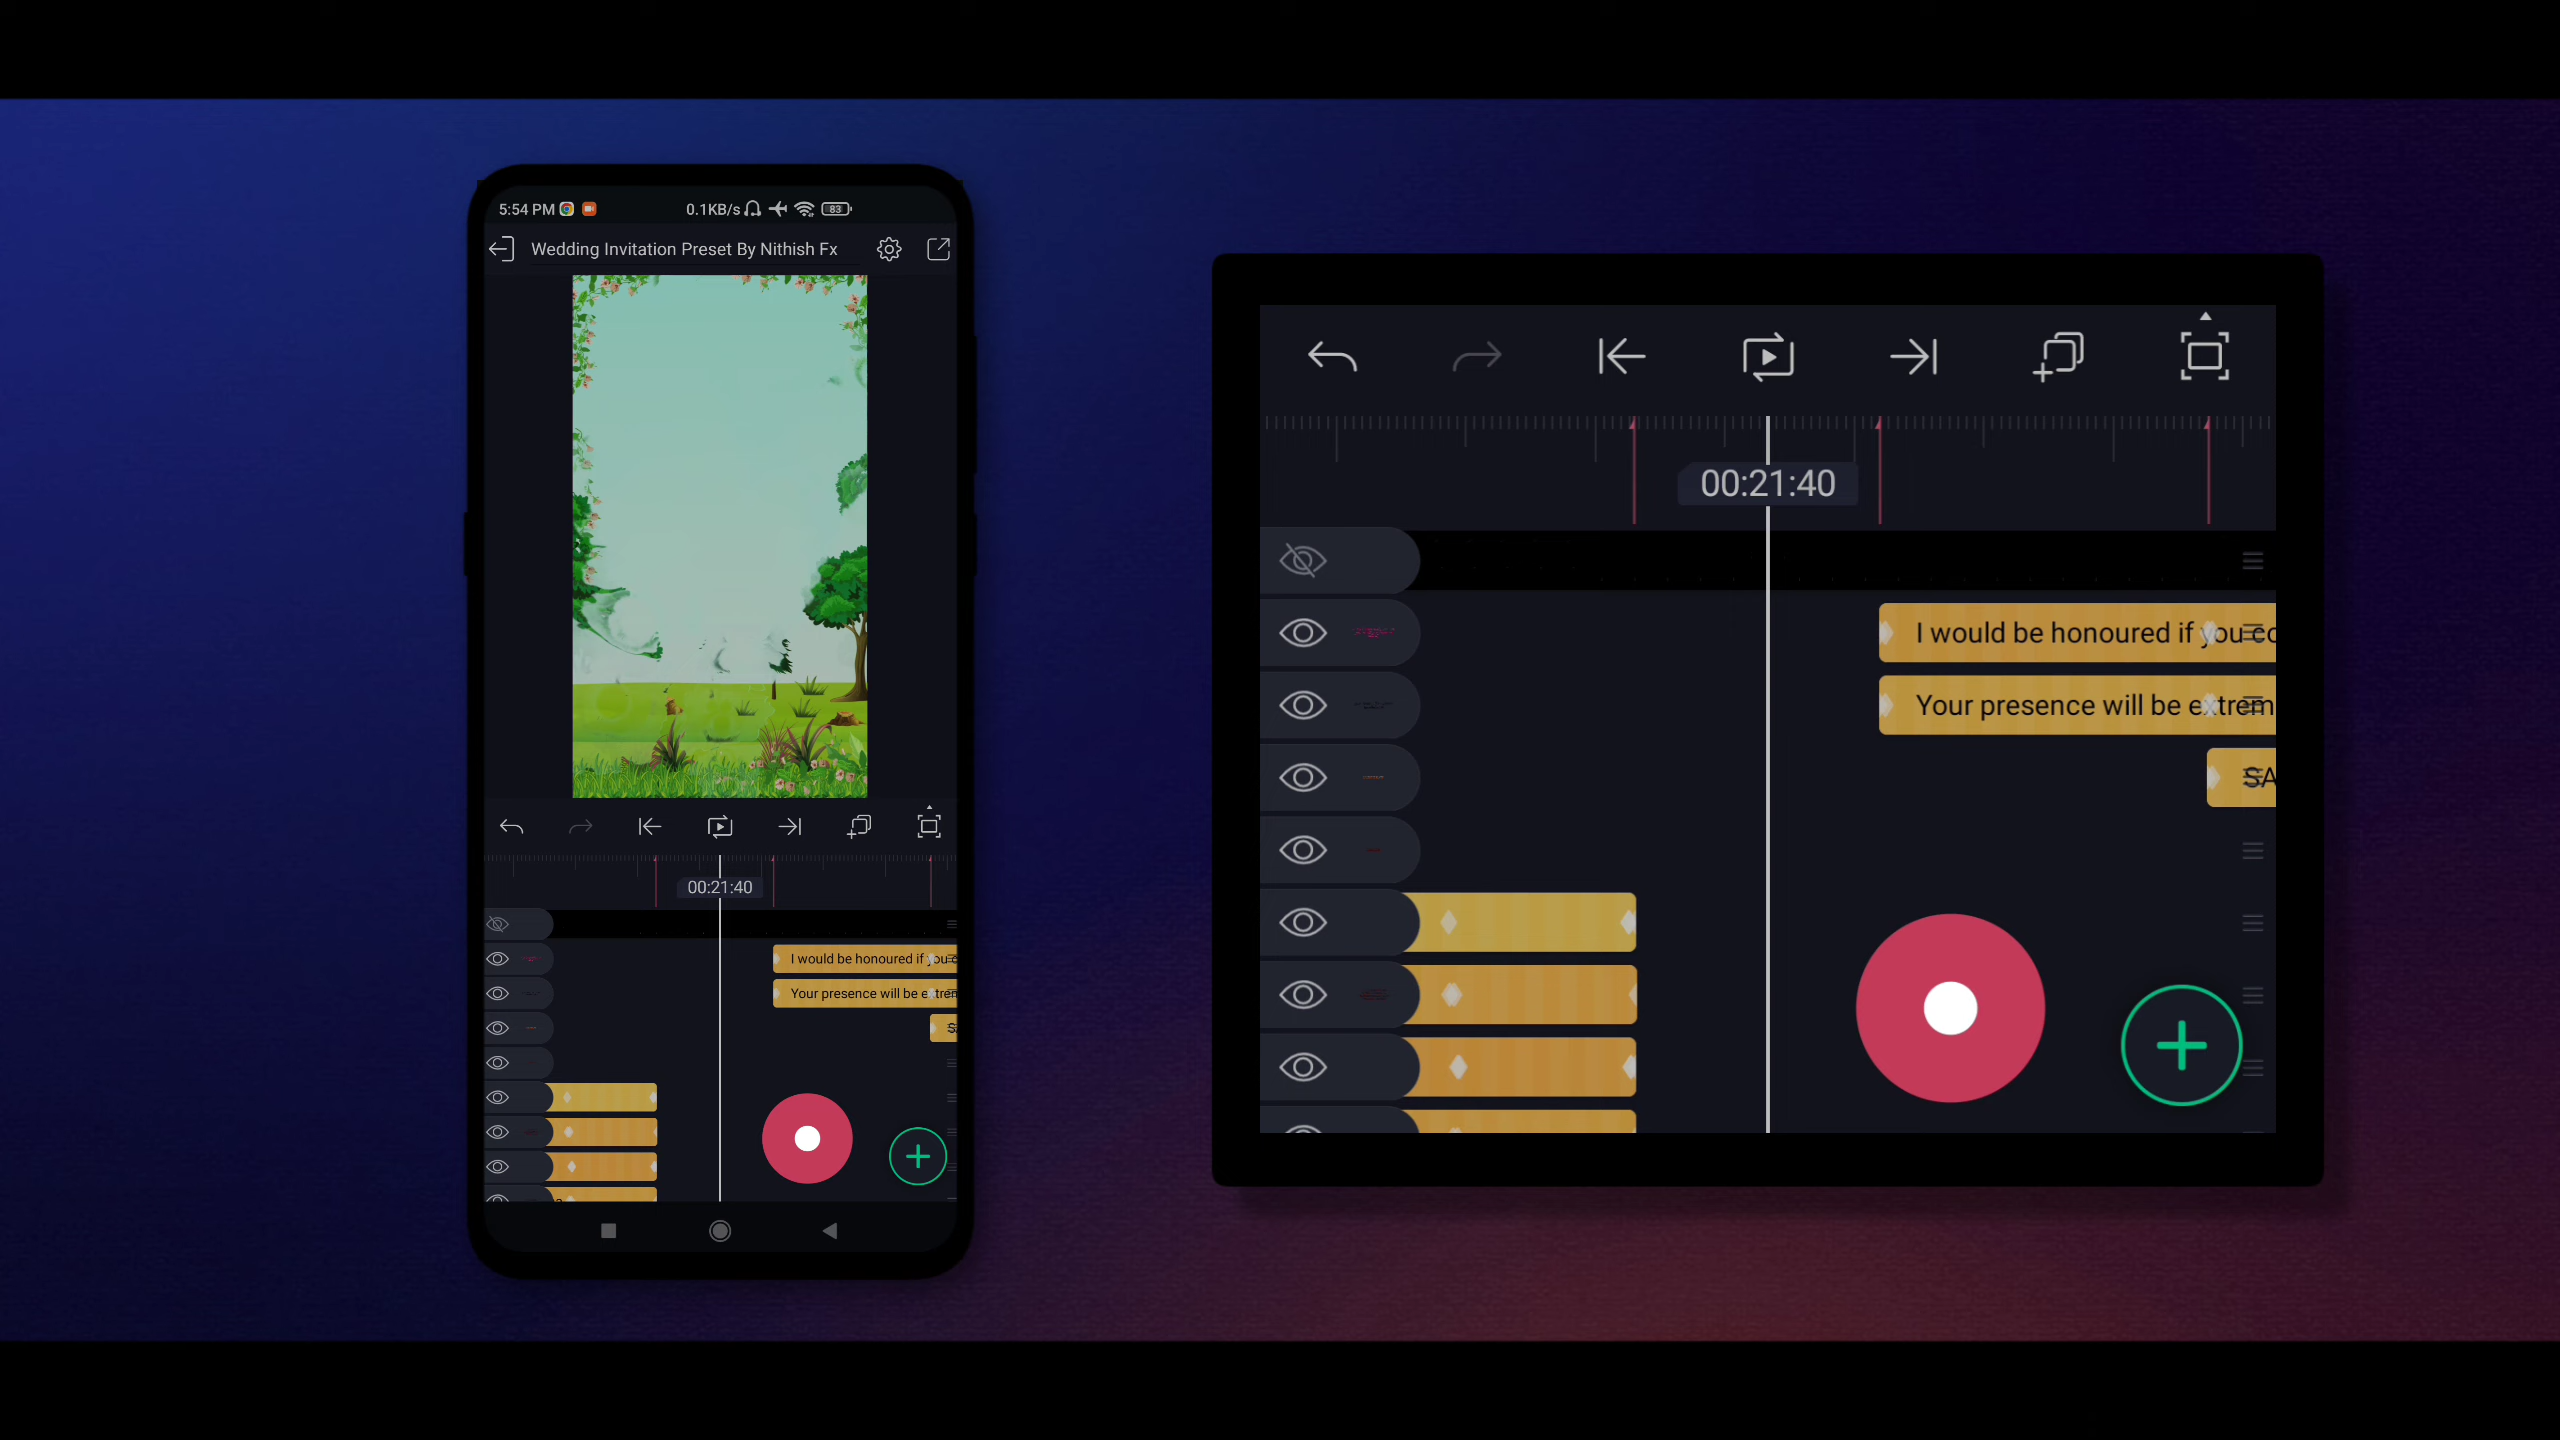 5:54 PM
0.1KB/s
83
Wedding Invitation Preset By Nithish Fx
00:21:40
I would be honoured if you
Your presence will be
00:21:40
I would be honoured if you
Your presence will be extrem
SA